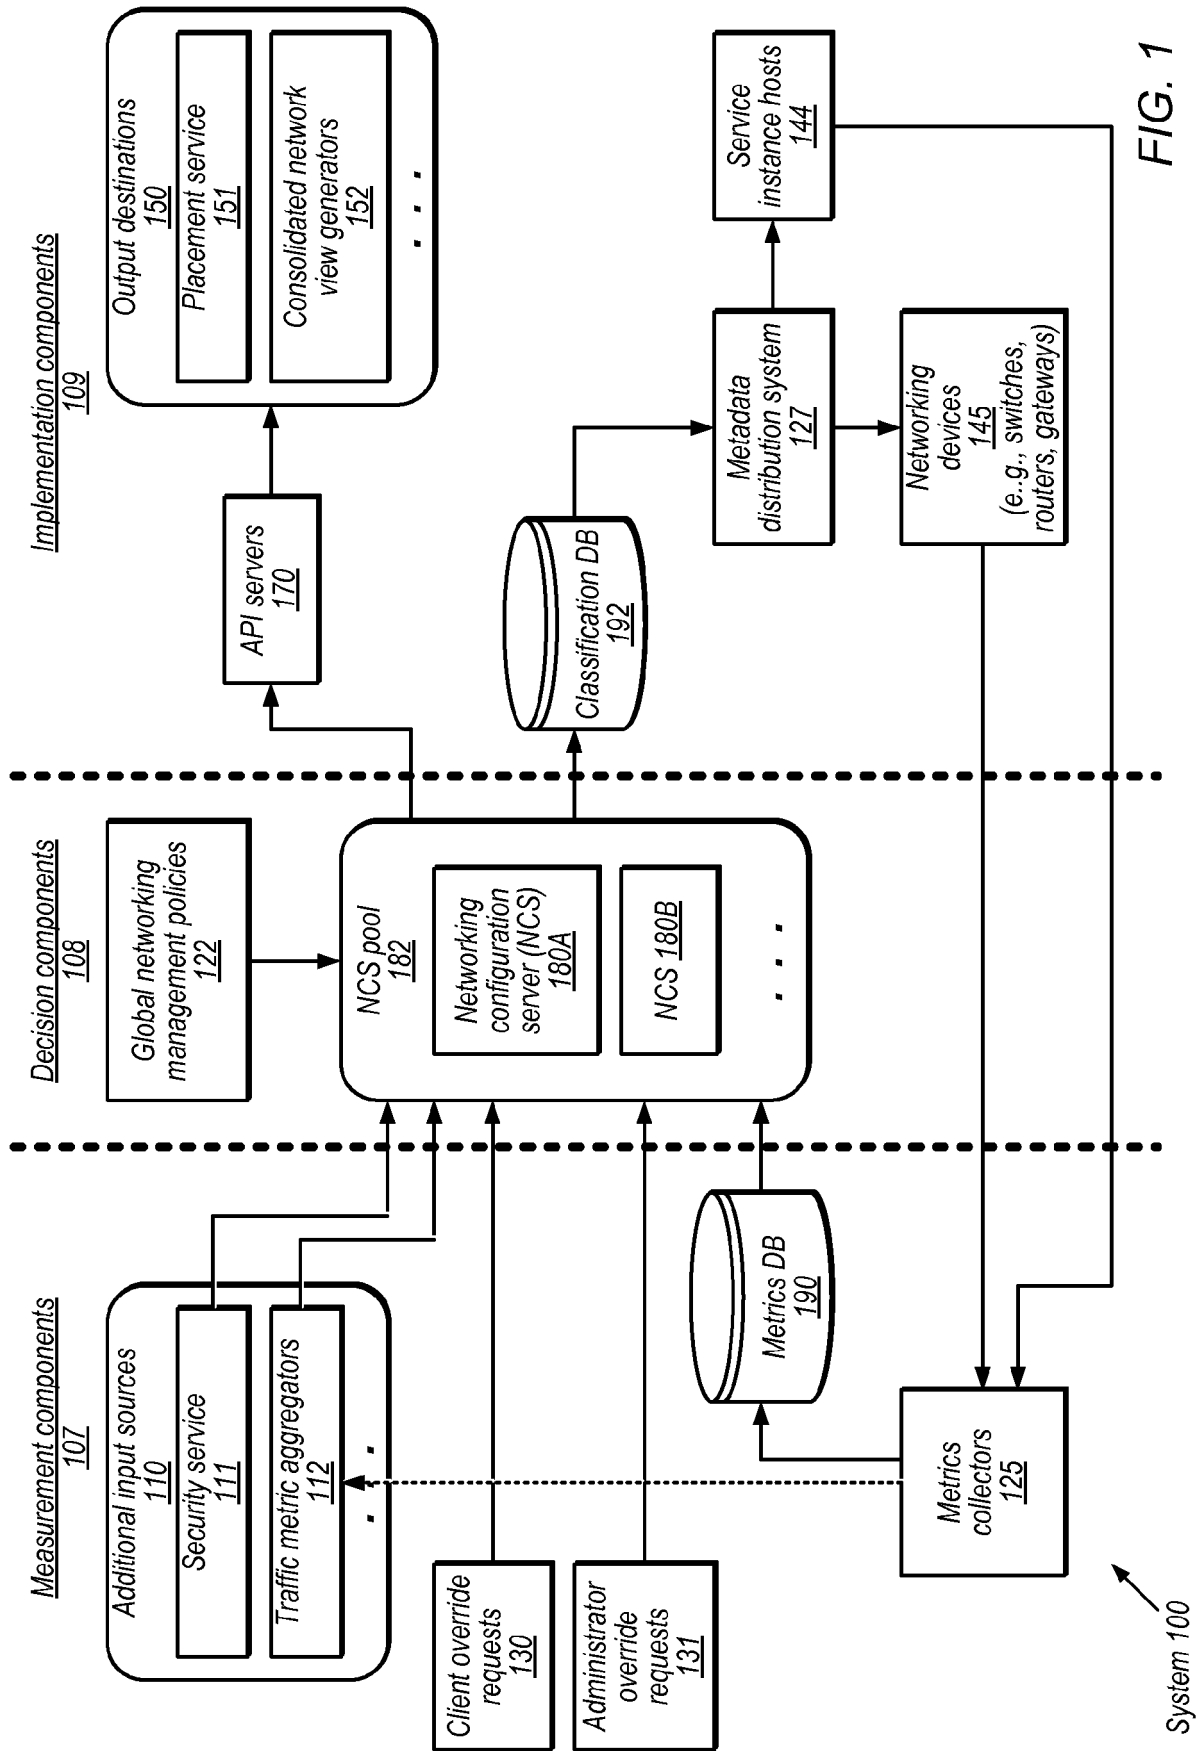 Measurement components
107
Decision components
108
Implementation components
109
Additional input sources
110
Security service
111
Traffic metric aggregators
112
. . .
Client override
requests
130
Administrator
override
requests
131
Metrics DB
190
Metrics
collectors
125
System 100
Global networking
management policies
122
NCS pool
182
Networking
configuration
server (NCS)
180A
NCS 180B
. . .
API servers
170
Output destinations
150
Placement service
151
Consolidated network
view generators
152
. . .
Classification DB
192
Metadata
distribution system
127
Service
instance hosts
144
Networking
devices
145
(e..g., switches,
routers, gateways)
FIG. 1